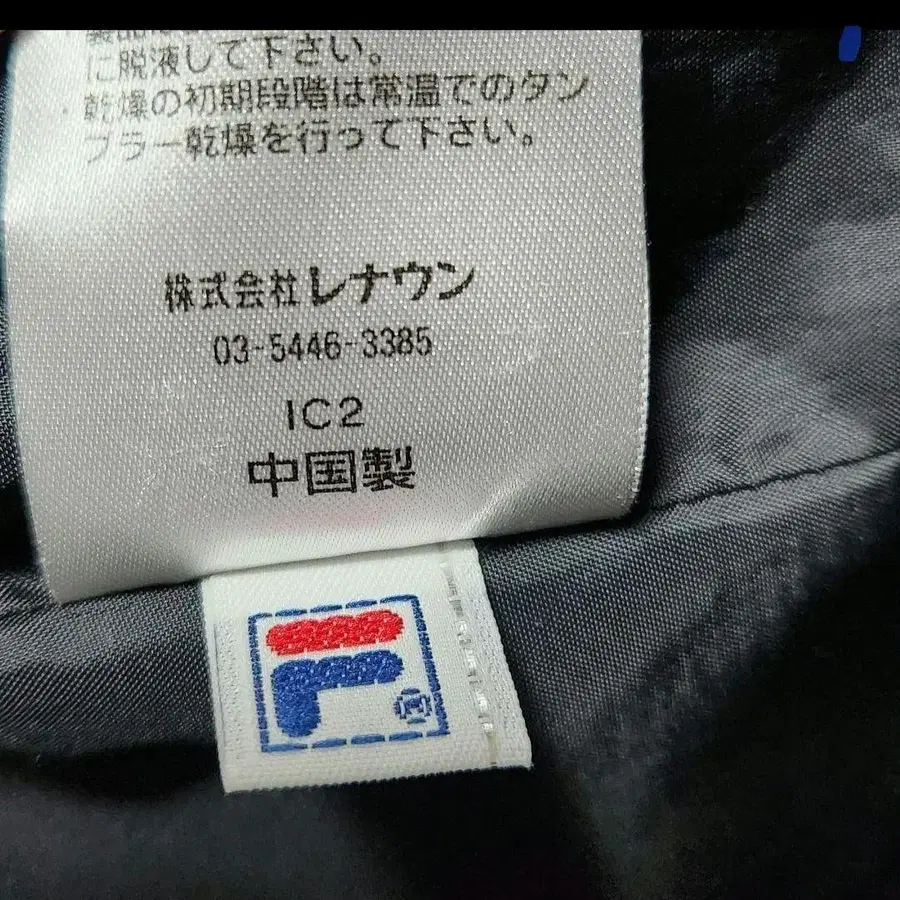 に脱液して下さい。
乾燥の初期段階は常温でのタン
ブラー乾燥を行って下さい。
株式会社レナウン
03-5446-3385
IC2
中国製
F
®